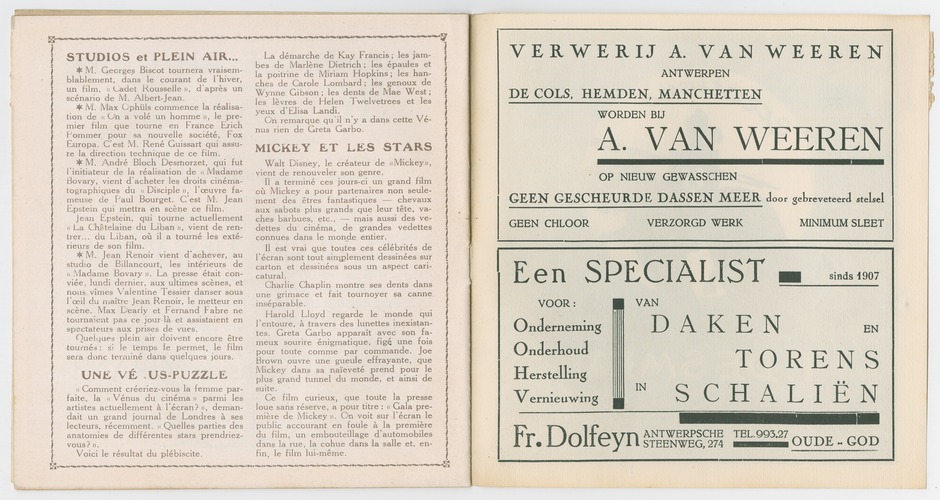 STUDIOS et PLEIN AIR...
✶ M. Georges Biscot tournera vraisem-
blablement, dans le courant de l'hiver,
un film, « Cadet Rousselle », d'après un
scénario de M. Albert-Jean.
✶ M. Max Ophüls commence la réalisa-
tion de « On a volé un homme », le pre-
mier film que tourne en France Erich
Pommer pour sa nouvelle société, Fox
Europa. C'est M. René Guissart qui assu-
re la direction technique de ce film.
✶ M. André Bloch Desmorzet, qui fut
l'initiateur de la réalisation de « Madame
Bovary, vient d'acheter les droits cinéma-
tographiques du « Disciple », l'œuvre fa-
meuse de Paul Bourget. C'est M. Jean
Epstein qui mettra en scène ce film.
Jean Epstein, qui tourne actuellement
« La Châtelaine du Liban », vient de ren-
trer... du Liban, où il a tourné les exté-
rieurs de son film.
✶ M. Jean Renoir vient d'achever, au
studio de Billancourt, les intérieurs de
« Madame Bovary ». La presse était con-
viée, lundi dernier, aux ultimes scènes, et
nous vîmes Valentine Tessier danser sous
l'œil du maître Jean Renoir, le metteur en
scène. Max Dearly et Fernand Fabre ne
tournaient pas ce jour-là et assistaient en
spectateurs aux prises de vues.
Quelques plein air doivent encore être
tournés: si le temps le permet, le film
sera donc terminé dans quelques jours.
UNE VÉ US-PUZZLE
« Comment créeriez-vous la femme par-
faite, la « Vénus du cinéma » parmi les
artistes actuellement à l'écran? », deman-
dait un grand journal de Londres à ses
lecteurs, récemment. « Quelles parties des
anatomies de différentes stars prendriez-
vous? ».
Voici le résultat du plébiscite.
La démarche de Kay Francis; les jam-
bes de Marlène Dietrich; les épaules et
la poitrine de Miriam Hopkins; les han-
ches de Carole Lombard; les genoux de
Wynne Gibson; les dents de Mae West;
les lèvres de Helen Twelvetrees et les
yeux d'Elisa Landi.
On remarque qu'il n'y a dans cette Vé-
nus rien de Greta Garbo.
MICKEY ET LES STARS
Walt Disney, le créateur de «Mickey»,
vient de renouveler son genre.
Il a terminé ces jours-ci un grand film
où Mickey a pour partenaires non seule-
ment des êtres fantastiques — chevaux
aux sabots plus grands que leur tête, va-
ches barbues, etc., — mais aussi des ve-
dettes du cinéma, de grandes vedettes
connues dans le monde entier.
Il est vrai que toutes ces célébrités de
l'écran sont tout simplement dessinées sur
carton et dessinées sous un aspect cari-
catural.
Charlie Chaplin montre ses dents dans
une grimace et fait tournoyer sa canne
inséparable.
Harold Lloyd regarde le monde qui
l'entoure, à travers des lunettes inexistan-
tes. Greta Garbo apparaît avec son fa-
meux sourire énigmatique, figé une fois
pour toute comme par commande. Joe
Brown ouvre une gueule effrayante, que
Mickey dans sa naïeveté prend pour le
plus grand tunnel du monde, et ainsi de
suite.
Ce film curieux, que toute la presse
loue sans réserve, a pour titre: « Gala pre-
mière de Mickey ». On voit sur l'écran le
public accourant en foule à la première
du film, un embouteillage d'automobiles
dans la rue, la cohue dans la salle et, en-
fin, le film lui-même.
VERWERIJ A. VAN WEEREN
ANTWERPEN
DE COLS, HEMDEN, MANCHETTEN
WORDEN BIJ
A. VAN WEEREN
OP NIEUW GEWASSCHEN
GEEN GESCHEURDE DASSEN MEER door gebreveteerd stelsel
GEEN CHLOOR VERZORGD WERK MINIMUM SLEET
Een SPECIALIST sinds 1907
VOOR: VAN
Onderneming DAKEN EN
Onderhoud TORENS
Herstelling
Vernieuwing IN SCHALIËN
Fr. Dolfeyn ANTWERPSCHE STEENWEG, 274 TEL. 993.27 OUDE-GOD